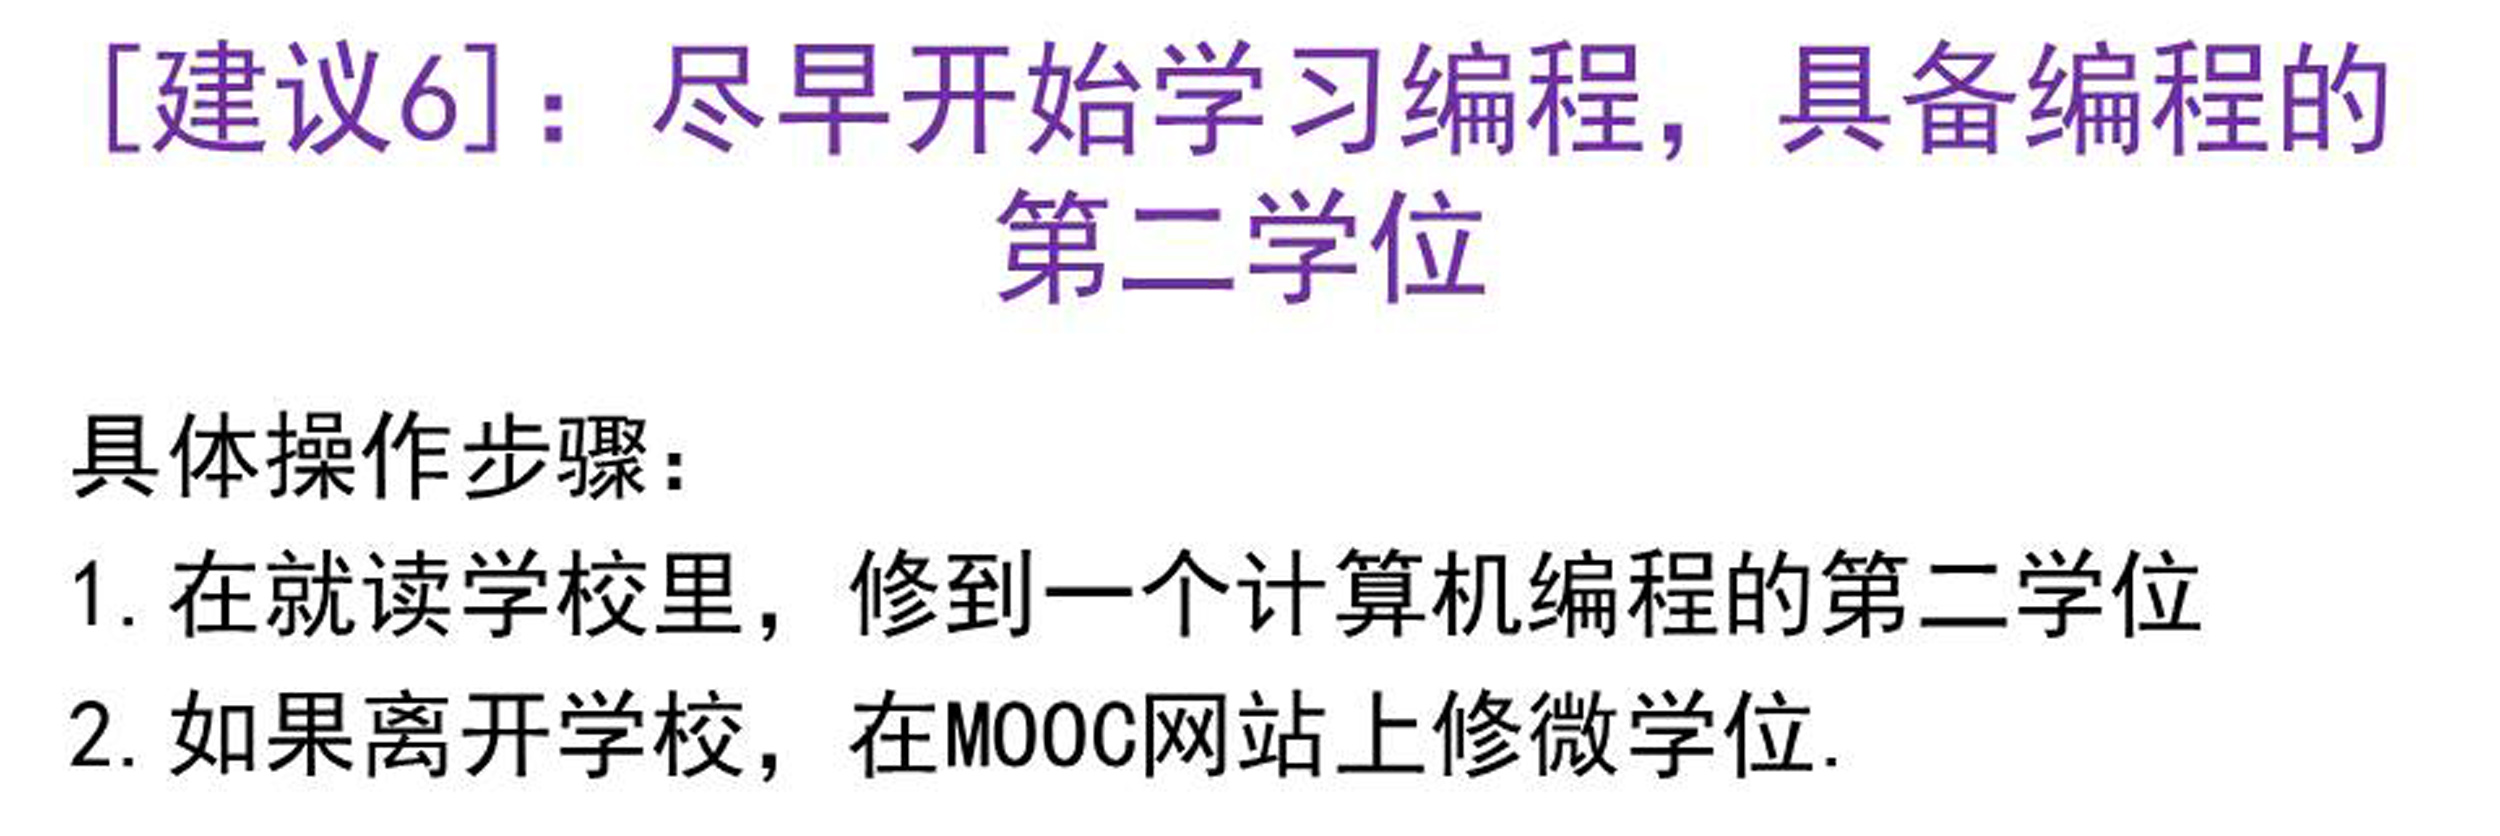 [建议6]：尽早开始学习编程，具备编程的
第二学位
具体操作步骤：
1.在就读学校里，修到一个计算机编程的第二学位
2.如果离开学校，在MOOC网站上修微学位.